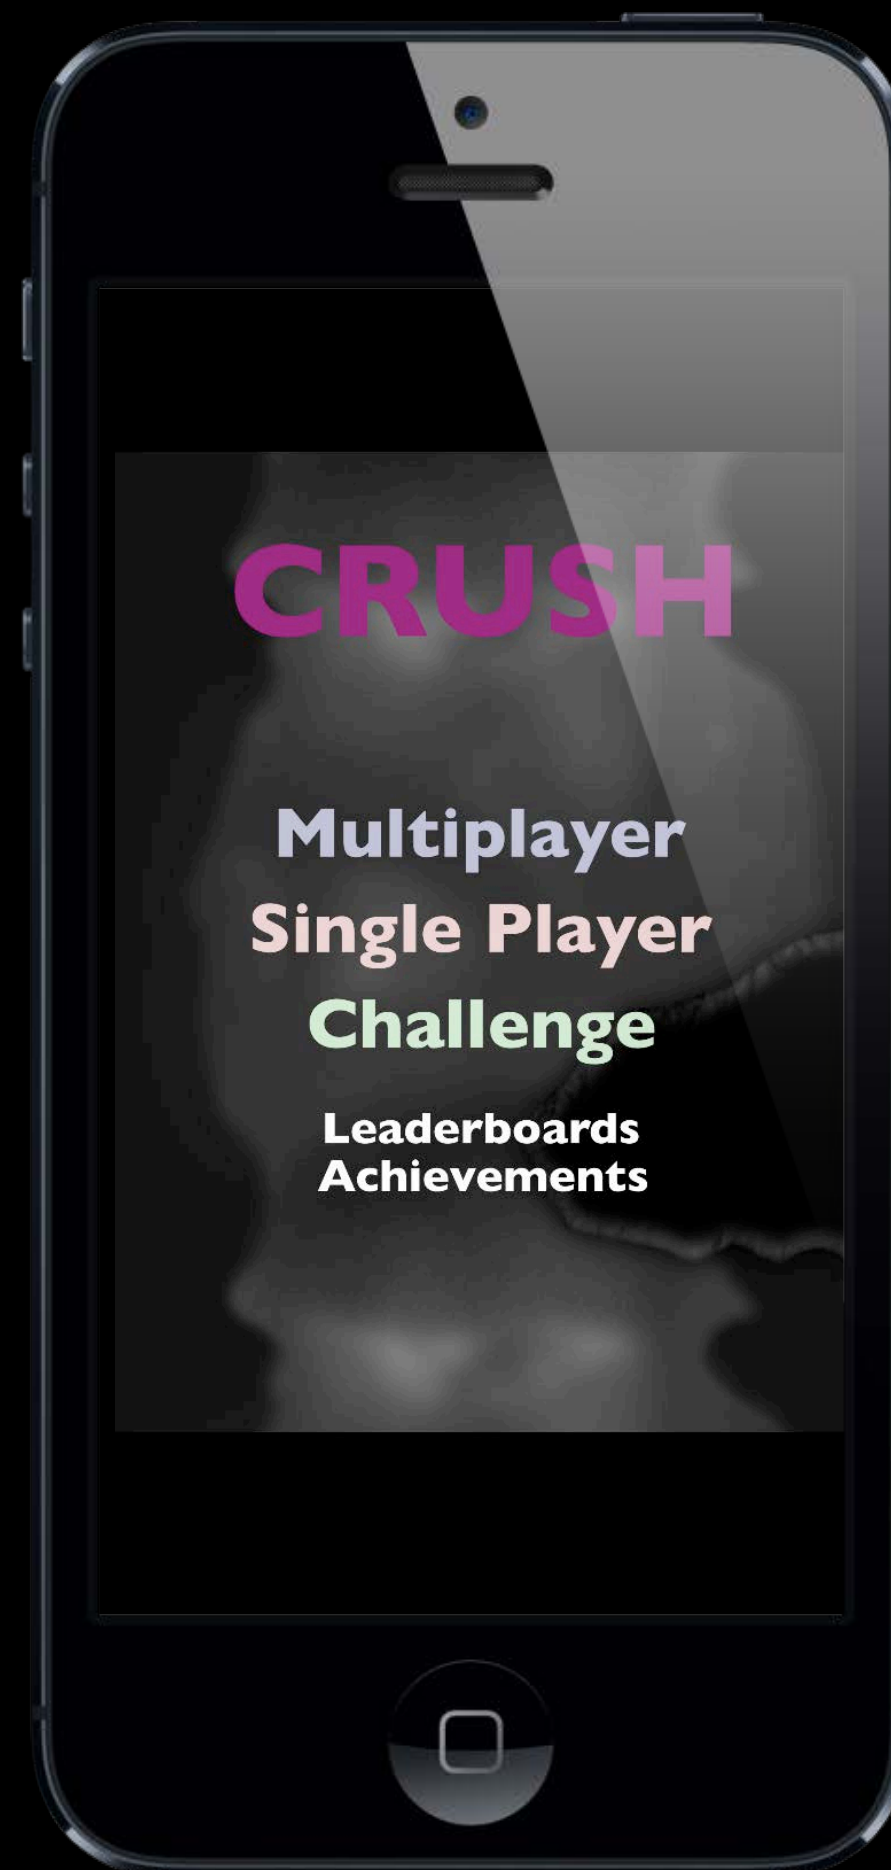 CRUSH
Multiplayer
Single Player
Challenge
Leaderboards
Achievements